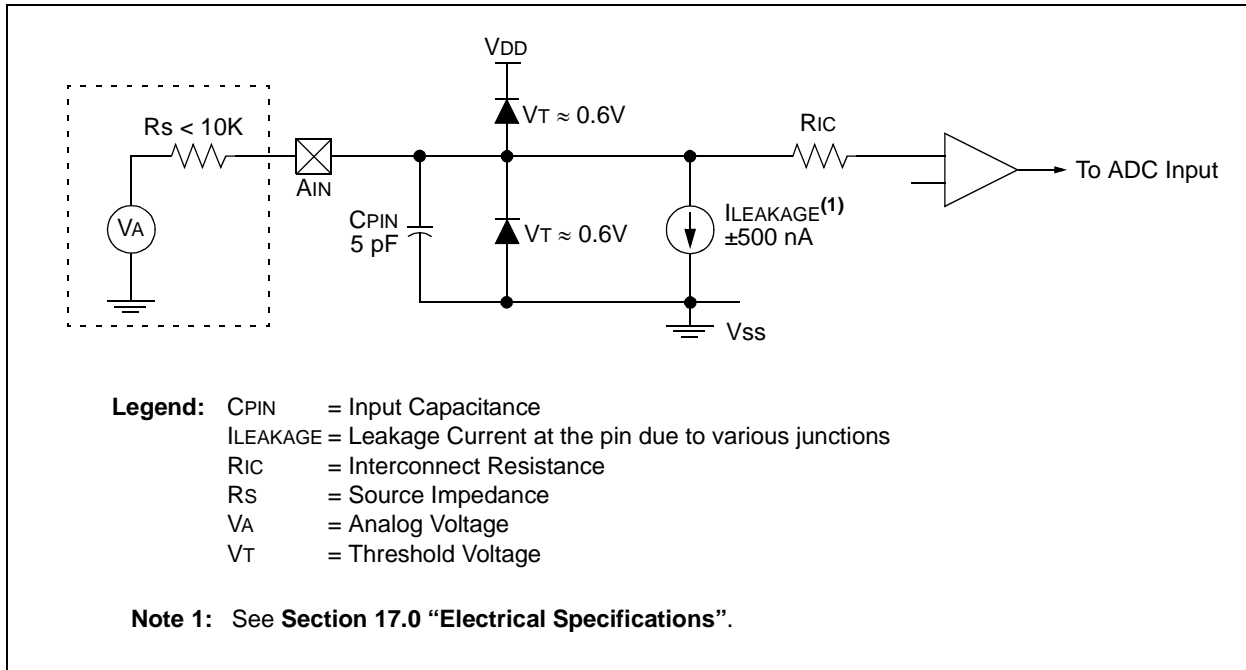 VDD
VT ≈ 0.6V
RS < 10K
RIC
AIN
To ADC Input
CPIN
5 pF
VT ≈ 0.6V
ILEAKAGE(1)
±500 nA
VA
Vss
Legend: CPIN = Input Capacitance
ILEAKAGE = Leakage Current at the pin due to various junctions
RIC = Interconnect Resistance
RS = Source Impedance
VA = Analog Voltage
VT = Threshold Voltage
Note 1: See Section 17.0 “Electrical Specifications”.